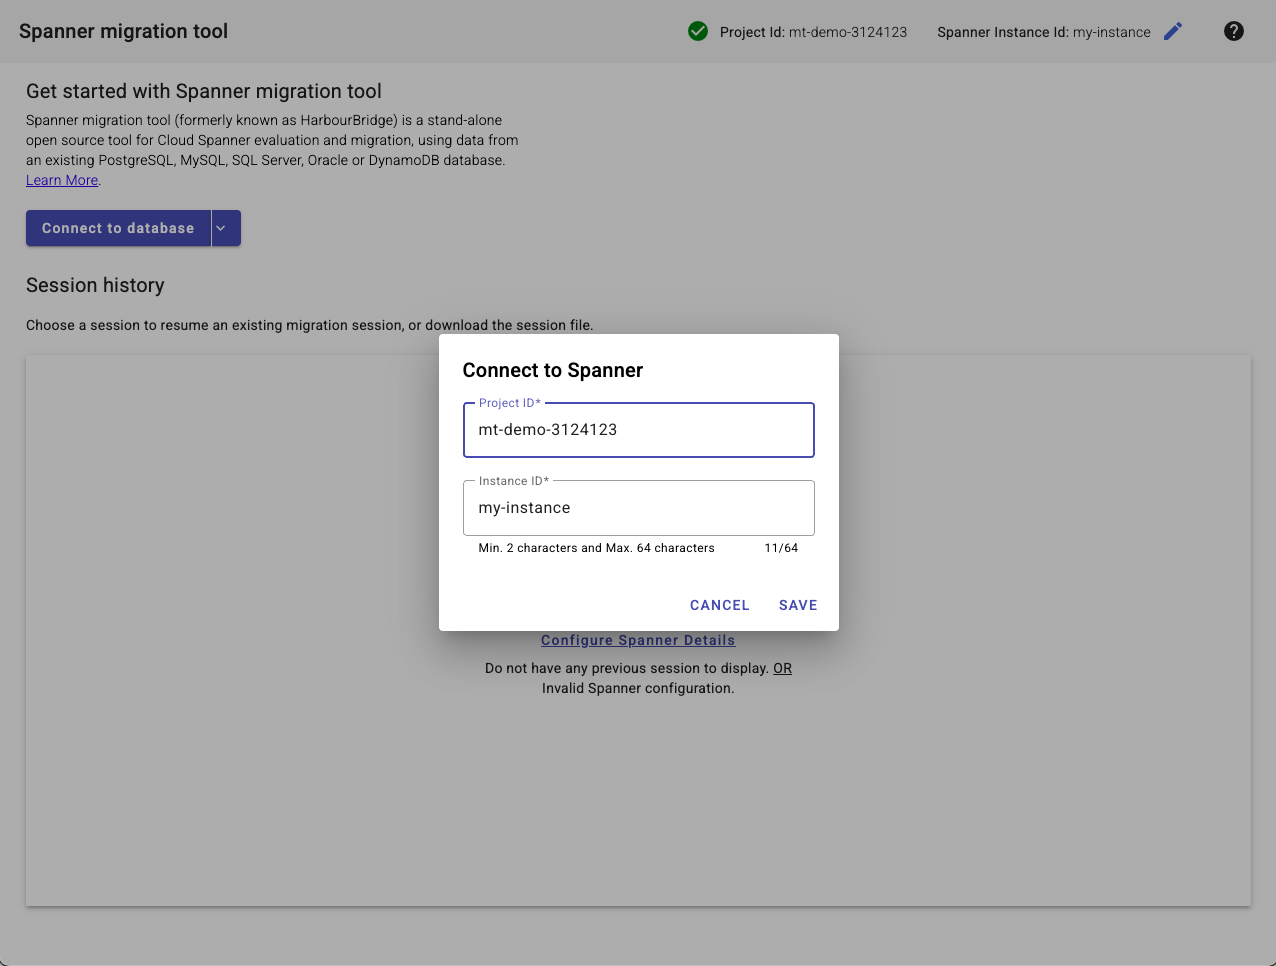 Spanner migration tool
Project Id: mt-demo-3124123
Spanner Instance Id: my-instance
Get started with Spanner migration tool
Spanner migration tool (formerly known as HarbourBridge) is a stand-alone
open source tool for Cloud Spanner evaluation and migration, using data from
an existing PostgreSQL, MySQL, SQL Server, Oracle or DynamoDB database.
Learn More.
Connect to database
Session history
Choose a session to resume an existing migration session, or download the session file.
Connect to Spanner
Project ID*
mt-demo-3124123
Instance ID*
my-instance
Min. 2 characters and Max. 64 characters 11/64
CANCEL SAVE
Configure Spanner Details
Do not have any previous session to display. OR
Invalid Spanner configuration.